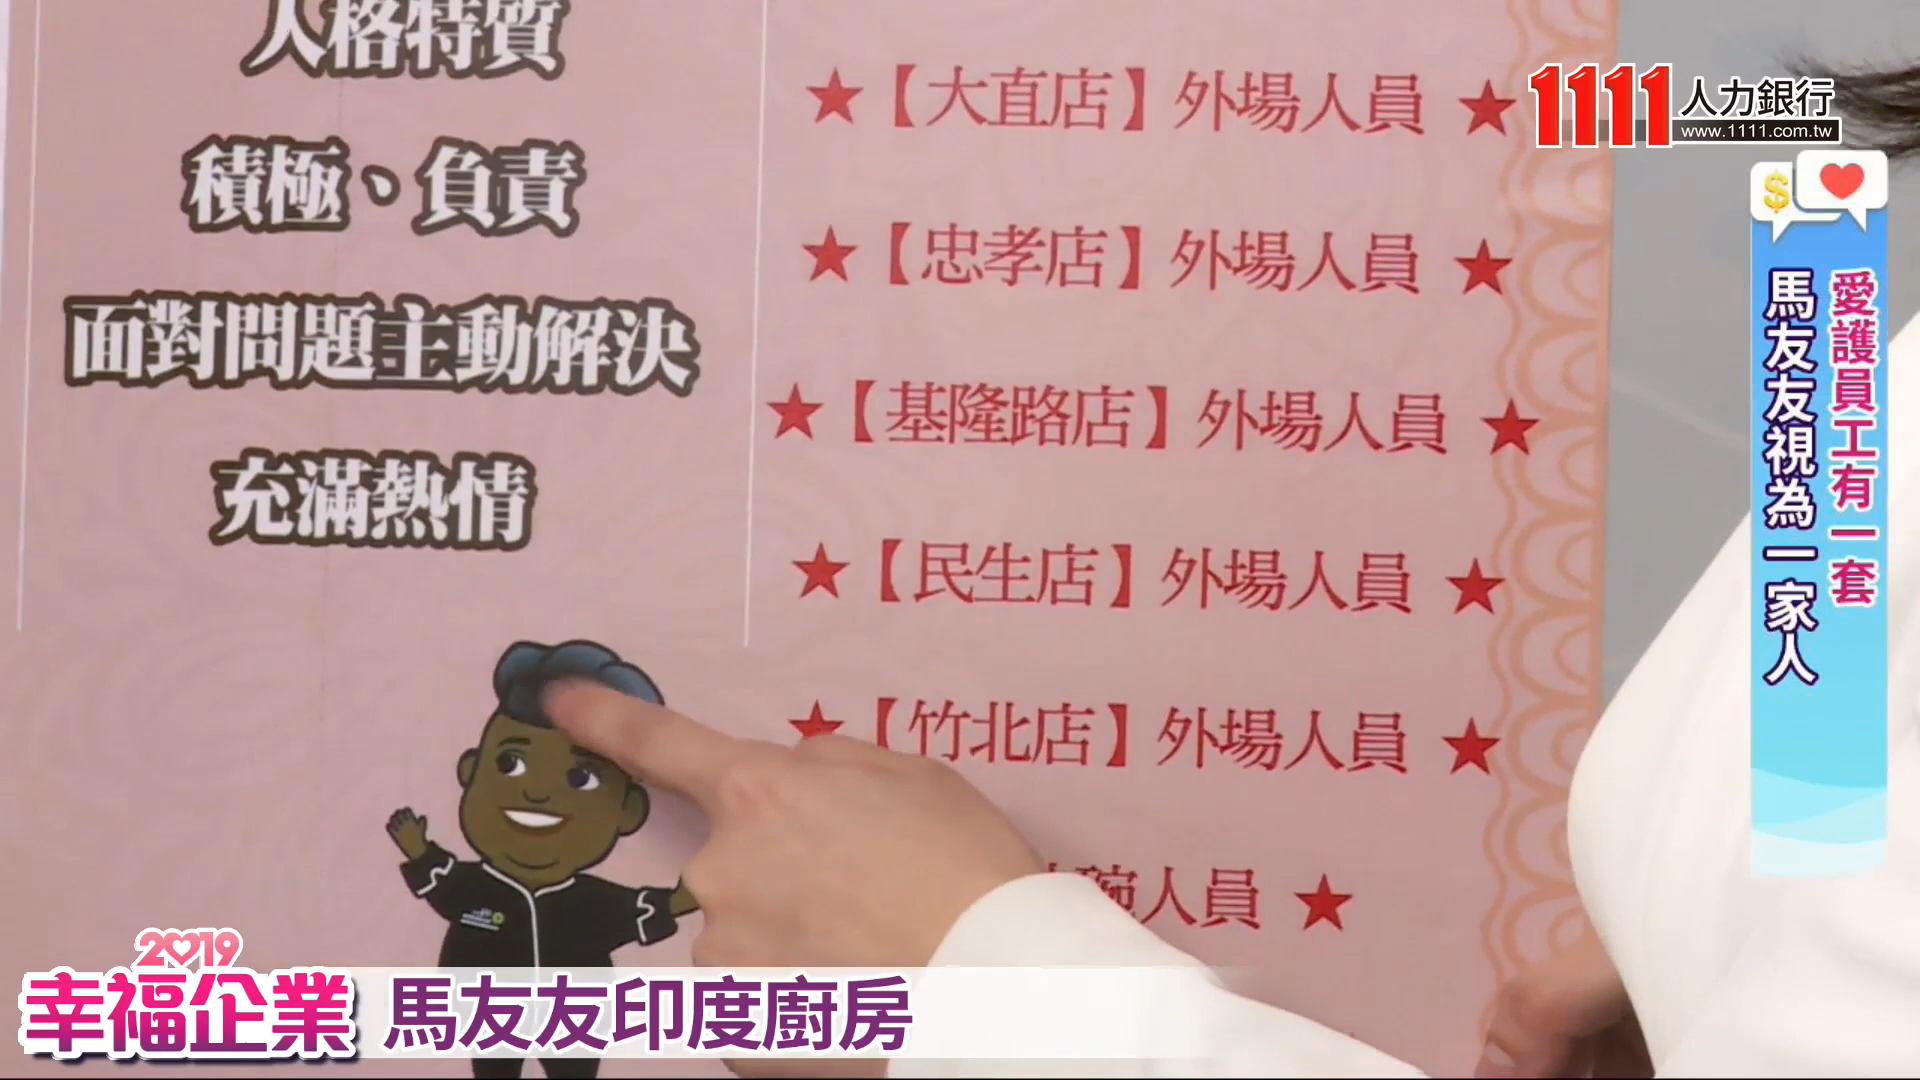 人格特質
積極、負責
面對問題主動解決
充滿熱情
★【大直店】外場人員 ★
★【忠孝店】外場人員 ★
★【基隆路店】外場人員 ★
★【民生店】外場人員 ★
★【竹北店】外場人員 ★
碗人員 ★
1111人力銀行
www.1111.com.tw
愛護員工有一套
馬友友視為一家人
2019
幸福企業
馬友友印度廚房